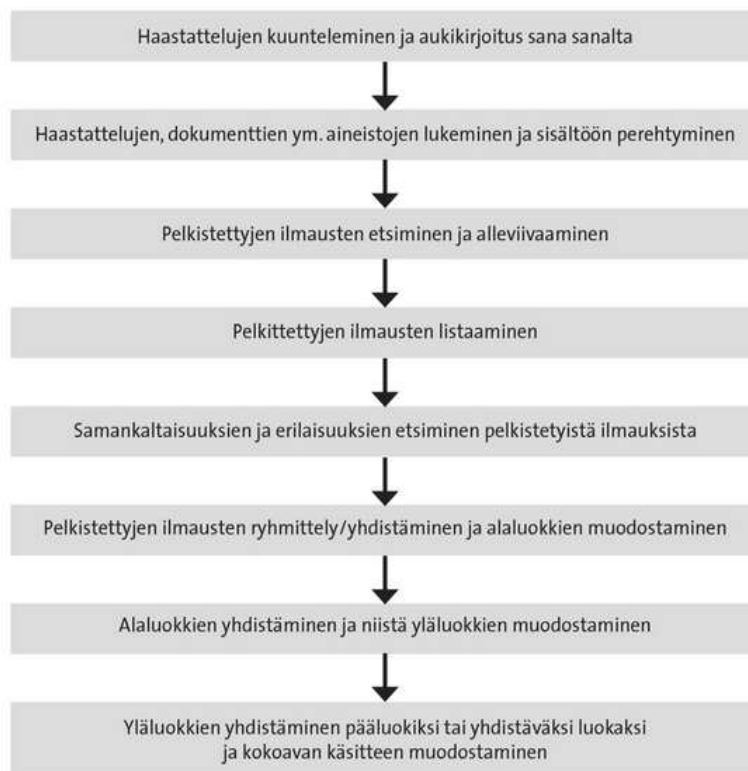 Haastattelujen kuunteleminen ja aukikirjoitus sana sanalta
Haastattelujen, dokumenttien ym. aineistojen lukeminen ja sisältöön perehtyminen
Pelkistettyjen ilmausten etsiminen ja alleviivaaminen
Pelkittettyjen ilmausten listaaminen
Samankaltaisuuksien ja erilaisuuksien etsiminen pelkistetyistä ilmauksista
Pelkistettyjen ilmausten ryhmittely/yhdistäminen ja alaluokkien muodostaminen
Alaluokkien yhdistäminen ja niistä yläluokkien muodostaminen
Yläluokkien yhdistäminen pääluokiksi tai yhdistäväksi luokaksi
ja kokoavan käsitteen muodostaminen